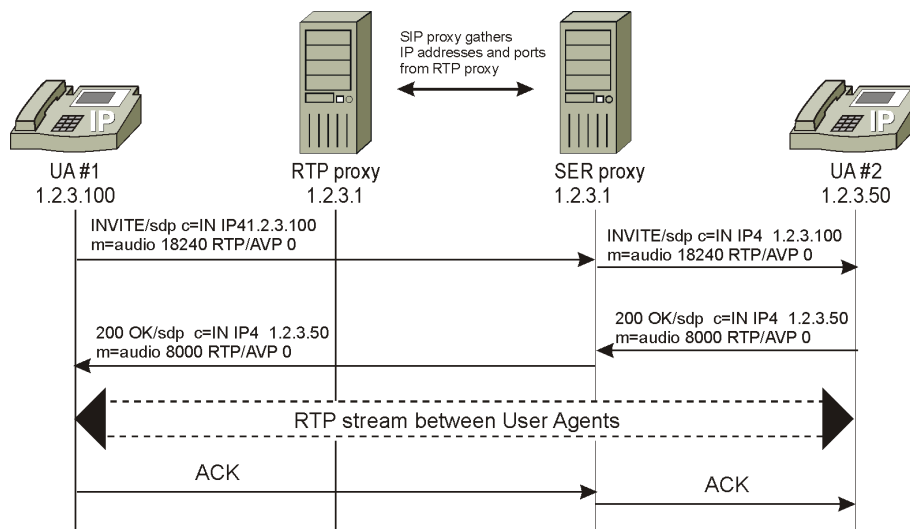 SIP proxy gathers
IP addresses and ports
from RTP proxy
IP
IP
UA #1
1.2.3.100
RTP proxy
1.2.3.1
SER proxy
1.2.3.1
UA #2
1.2.3.50
INVITE/sdp c=IN IP41.2.3.100
m=audio 18240 RTP/AVP 0
INVITE/sdp c=IN IP4 1.2.3.100
m=audio 18240 RTP/AVP 0
200 OK/sdp c=IN IP4 1.2.3.50
m=audio 8000 RTP/AVP 0
200 OK/sdp c=IN IP4 1.2.3.50
m=audio 8000 RTP/AVP 0
RTP stream between User Agents
ACK
ACK